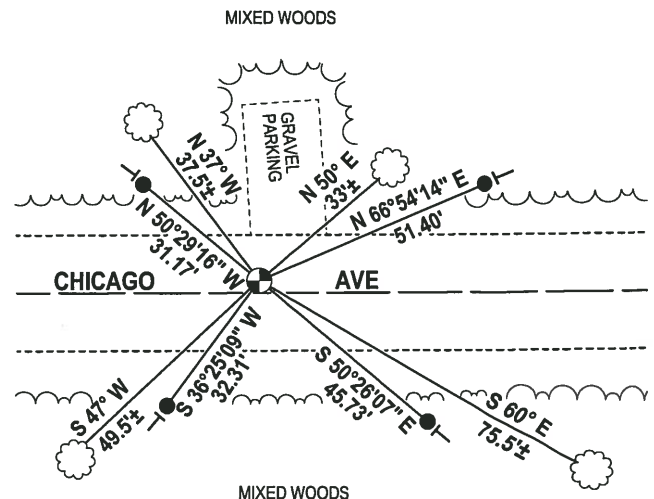 MIXED WOODS
GRAVEL
PARKING
N 37° W
37.5'±
N 50° E
33'±
N 66°54'14" E
51.40'
N 50°29'16" W
31.17'
CHICAGO AVE
S 36°25'09" W
32.31'
S 50°26'07" E
45.73'
S 47° W
49.5'±
S 60° E
75.5'±
MIXED WOODS